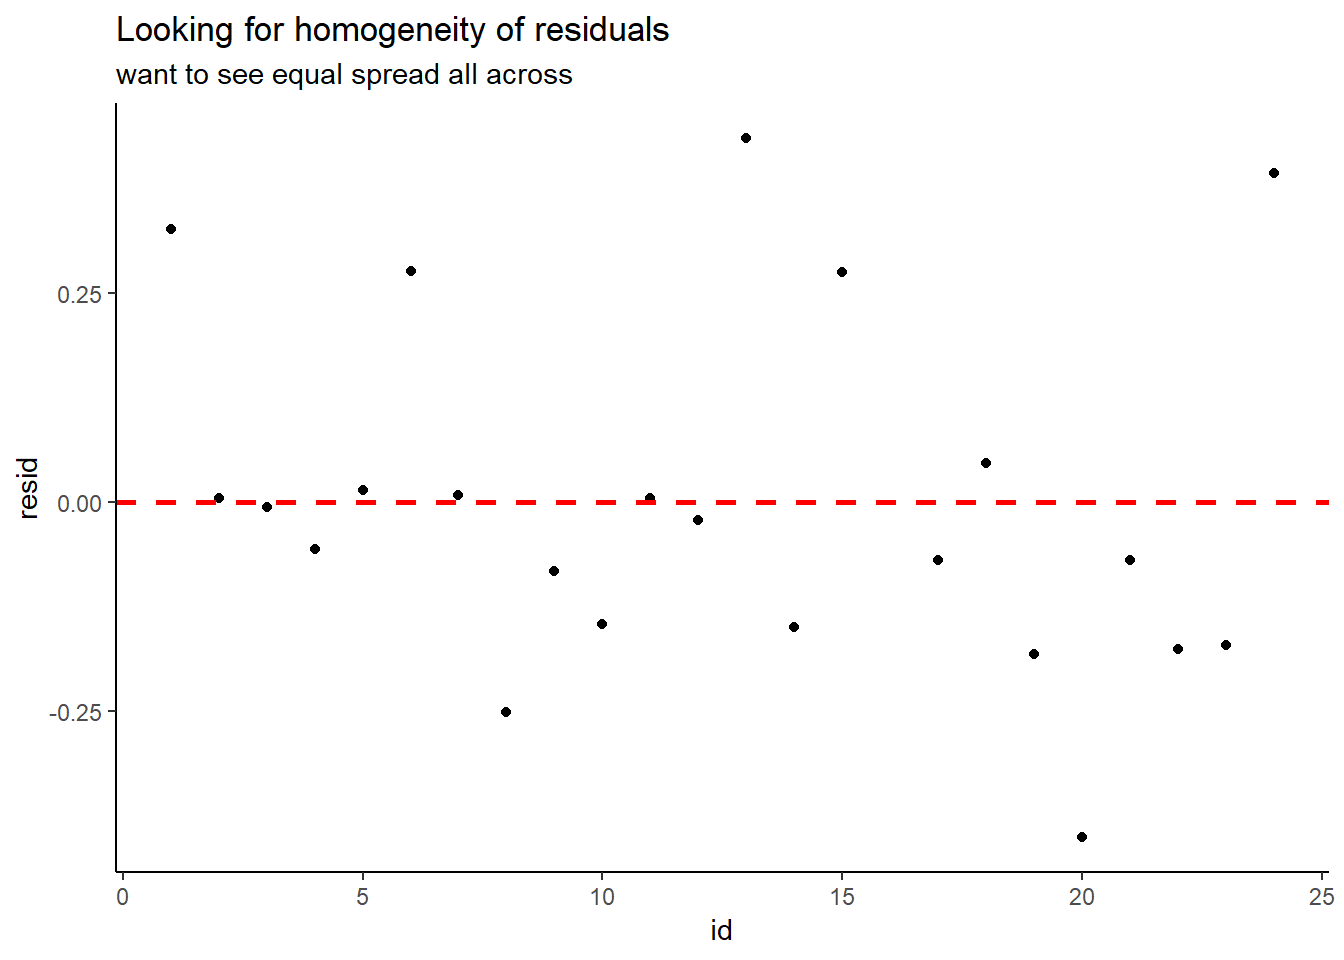 Looking for homogeneity of residuals
want to see equal spread all across
0.25
0.00
-0.25
resid
0 5 10 15 20 25
id